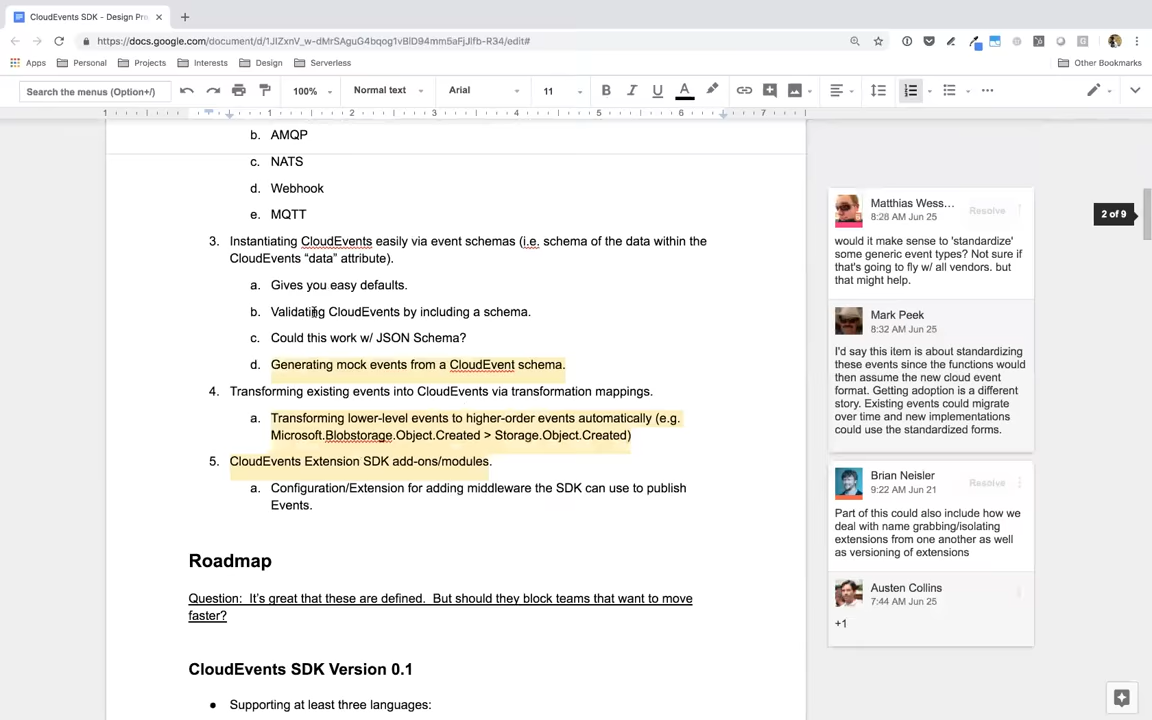 CloudEvents SDK - Design Pri
https://docs.google.com/document/d/1JIZxnV_w-dMrSAguG4bqog1vBlD94mm5aFjJlfb-R34/edit#
Apps Personal Projects Interests Design Serverless Other Bookmarks
Search the menus (Option+/) 100% Normal text Arial 11
1 1 2 3 4 5 6 7
b. AMQP
c. NATS
d. Webhook
e. MQTT
3. Instantiating CloudEvents easily via event schemas (i.e. schema of the data within the
CloudEvents “data” attribute).
a. Gives you easy defaults.
b. Validating CloudEvents by including a schema.
c. Could this work w/ JSON Schema?
d. Generating mock events from a CloudEvent schema.
4. Transforming existing events into CloudEvents via transformation mappings.
a. Transforming lower-level events to higher-order events automatically (e.g.
Microsoft.Blobstorage.Object.Created > Storage.Object.Created)
5. CloudEvents Extension SDK add-ons/modules.
a. Configuration/Extension for adding middleware the SDK can use to publish
Events.
Roadmap
Question: It’s great that these are defined. But should they block teams that want to move
faster?
CloudEvents SDK Version 0.1
● Supporting at least three languages:
Matthias Wess...
8:28 AM Jun 25
Resolve
would it make sense to 'standardize'
some generic event types? Not sure if
that's going to fly w/ all vendors. but
that might help.
Mark Peek
8:32 AM Jun 25
I'd say this item is about standardizing
these events since the functions would
then assume the new cloud event
format. Getting adoption is a different
story. Existing events could migrate
over time and new implementations
could use the standardized forms.
Brian Neisler
9:22 AM Jun 21
Resolve
Part of this could also include how we
deal with name grabbing/isolating
extensions from one another as well
as versioning of extensions
Austen Collins
7:44 AM Jun 25
+1
2 of 9